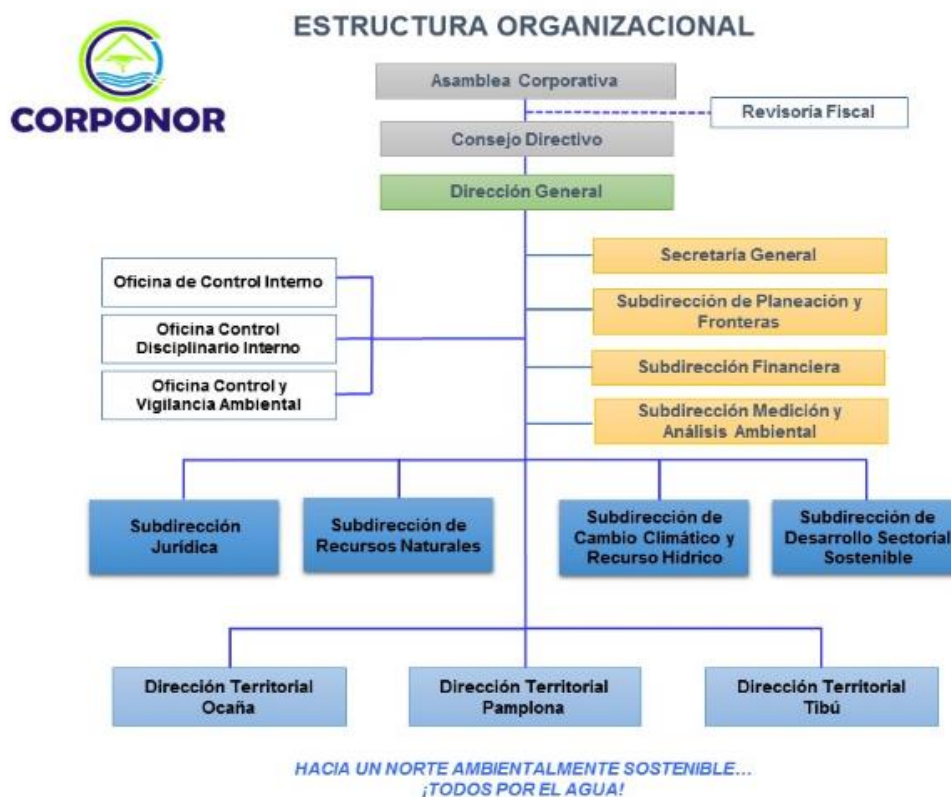 ESTRUCTURA ORGANIZACIONAL
CORPONOR
Asamblea Corporativa
Revisoría Fiscal
Consejo Directivo
Dirección General
Secretaría General
Oficina de Control Interno
Subdirección de Planeación y
Fronteras
Oficina Control
Disciplinario Interno
Subdirección Financiera
Oficina Control y
Vigilancia Ambiental
Subdirección Medición y
Análisis Ambiental
Subdirección
Jurídica
Subdirección de
Recursos Naturales
Subdirección de
Cambio Climático y
Recurso Hídrico
Subdirección de
Desarrollo Sectorial
Sostenible
Dirección Territorial
Ocaña
Dirección Territorial
Pamplona
Dirección Territorial
Tibú
HACIA UN NORTE AMBIENTALMENTE SOSTENIBLE...
¡TODOS POR EL AGUA!